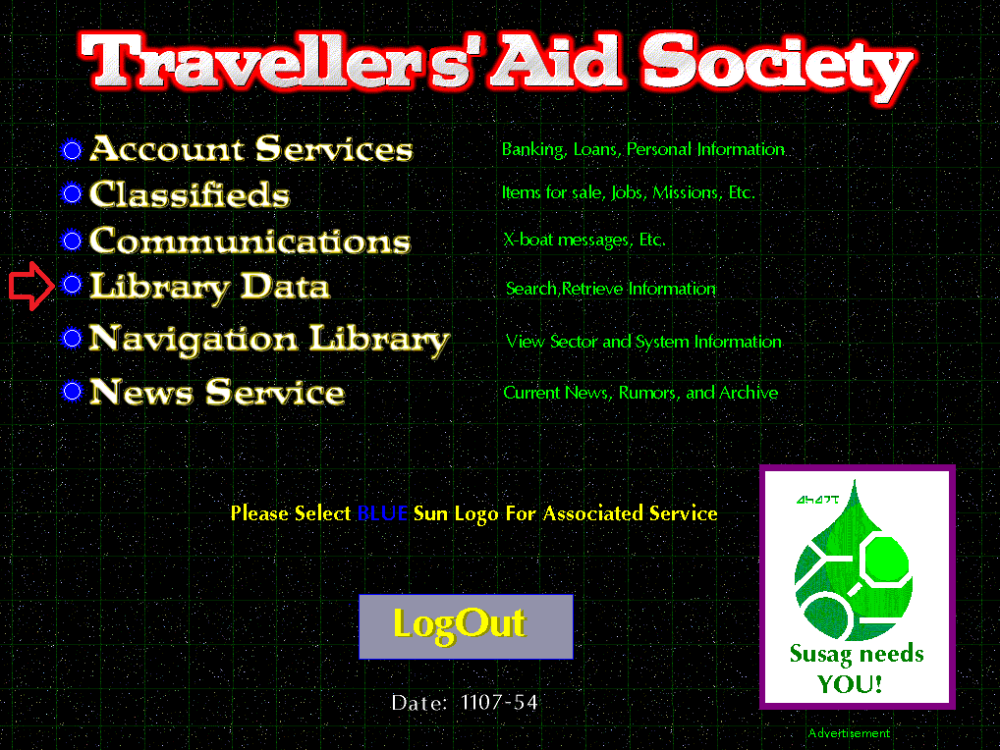 Travellers' Aid Society
Account Services Banking, Loans, Personal Information
Classifieds Items for sale, Jobs, Missions, Etc.
Communications X-boat messages, Etc.
Library Data Search,Retrieve Information
Navigation Library View Sector and System Information
News Service Current News, Rumors, and Archive
Please Select BLUE Sun Logo For Associated Service
LogOut
Date: 1107-54
Susag needs
YOU!
Advertisement